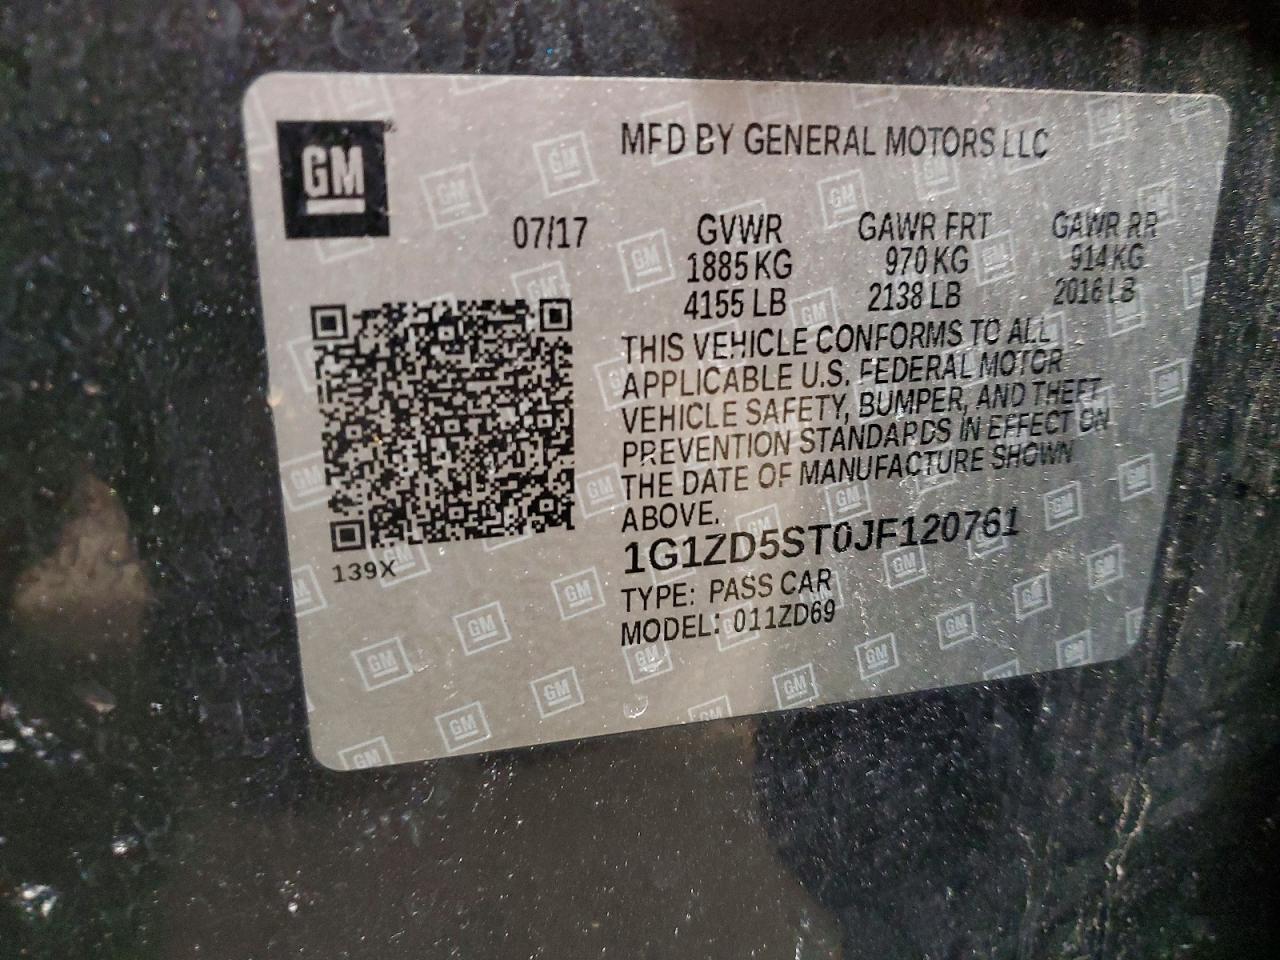 GM
MFD BY GENERAL MOTORS LLC
07/17 GVWR GAWR FRT GAWR RR
1885 KG 970 KG 914 KG
4155 LB 2138 LB 2016 LB
THIS VEHICLE CONFORMS TO ALL
APPLICABLE U.S. FEDERAL MOTOR
VEHICLE SAFETY, BUMPER, AND THEFT
PREVENTION STANDARDS IN EFFECT ON
THE DATE OF MANUFACTURE SHOWN
ABOVE.
1G1ZD5ST0JF120761
139X
TYPE: PASS CAR
MODEL: 011ZD69